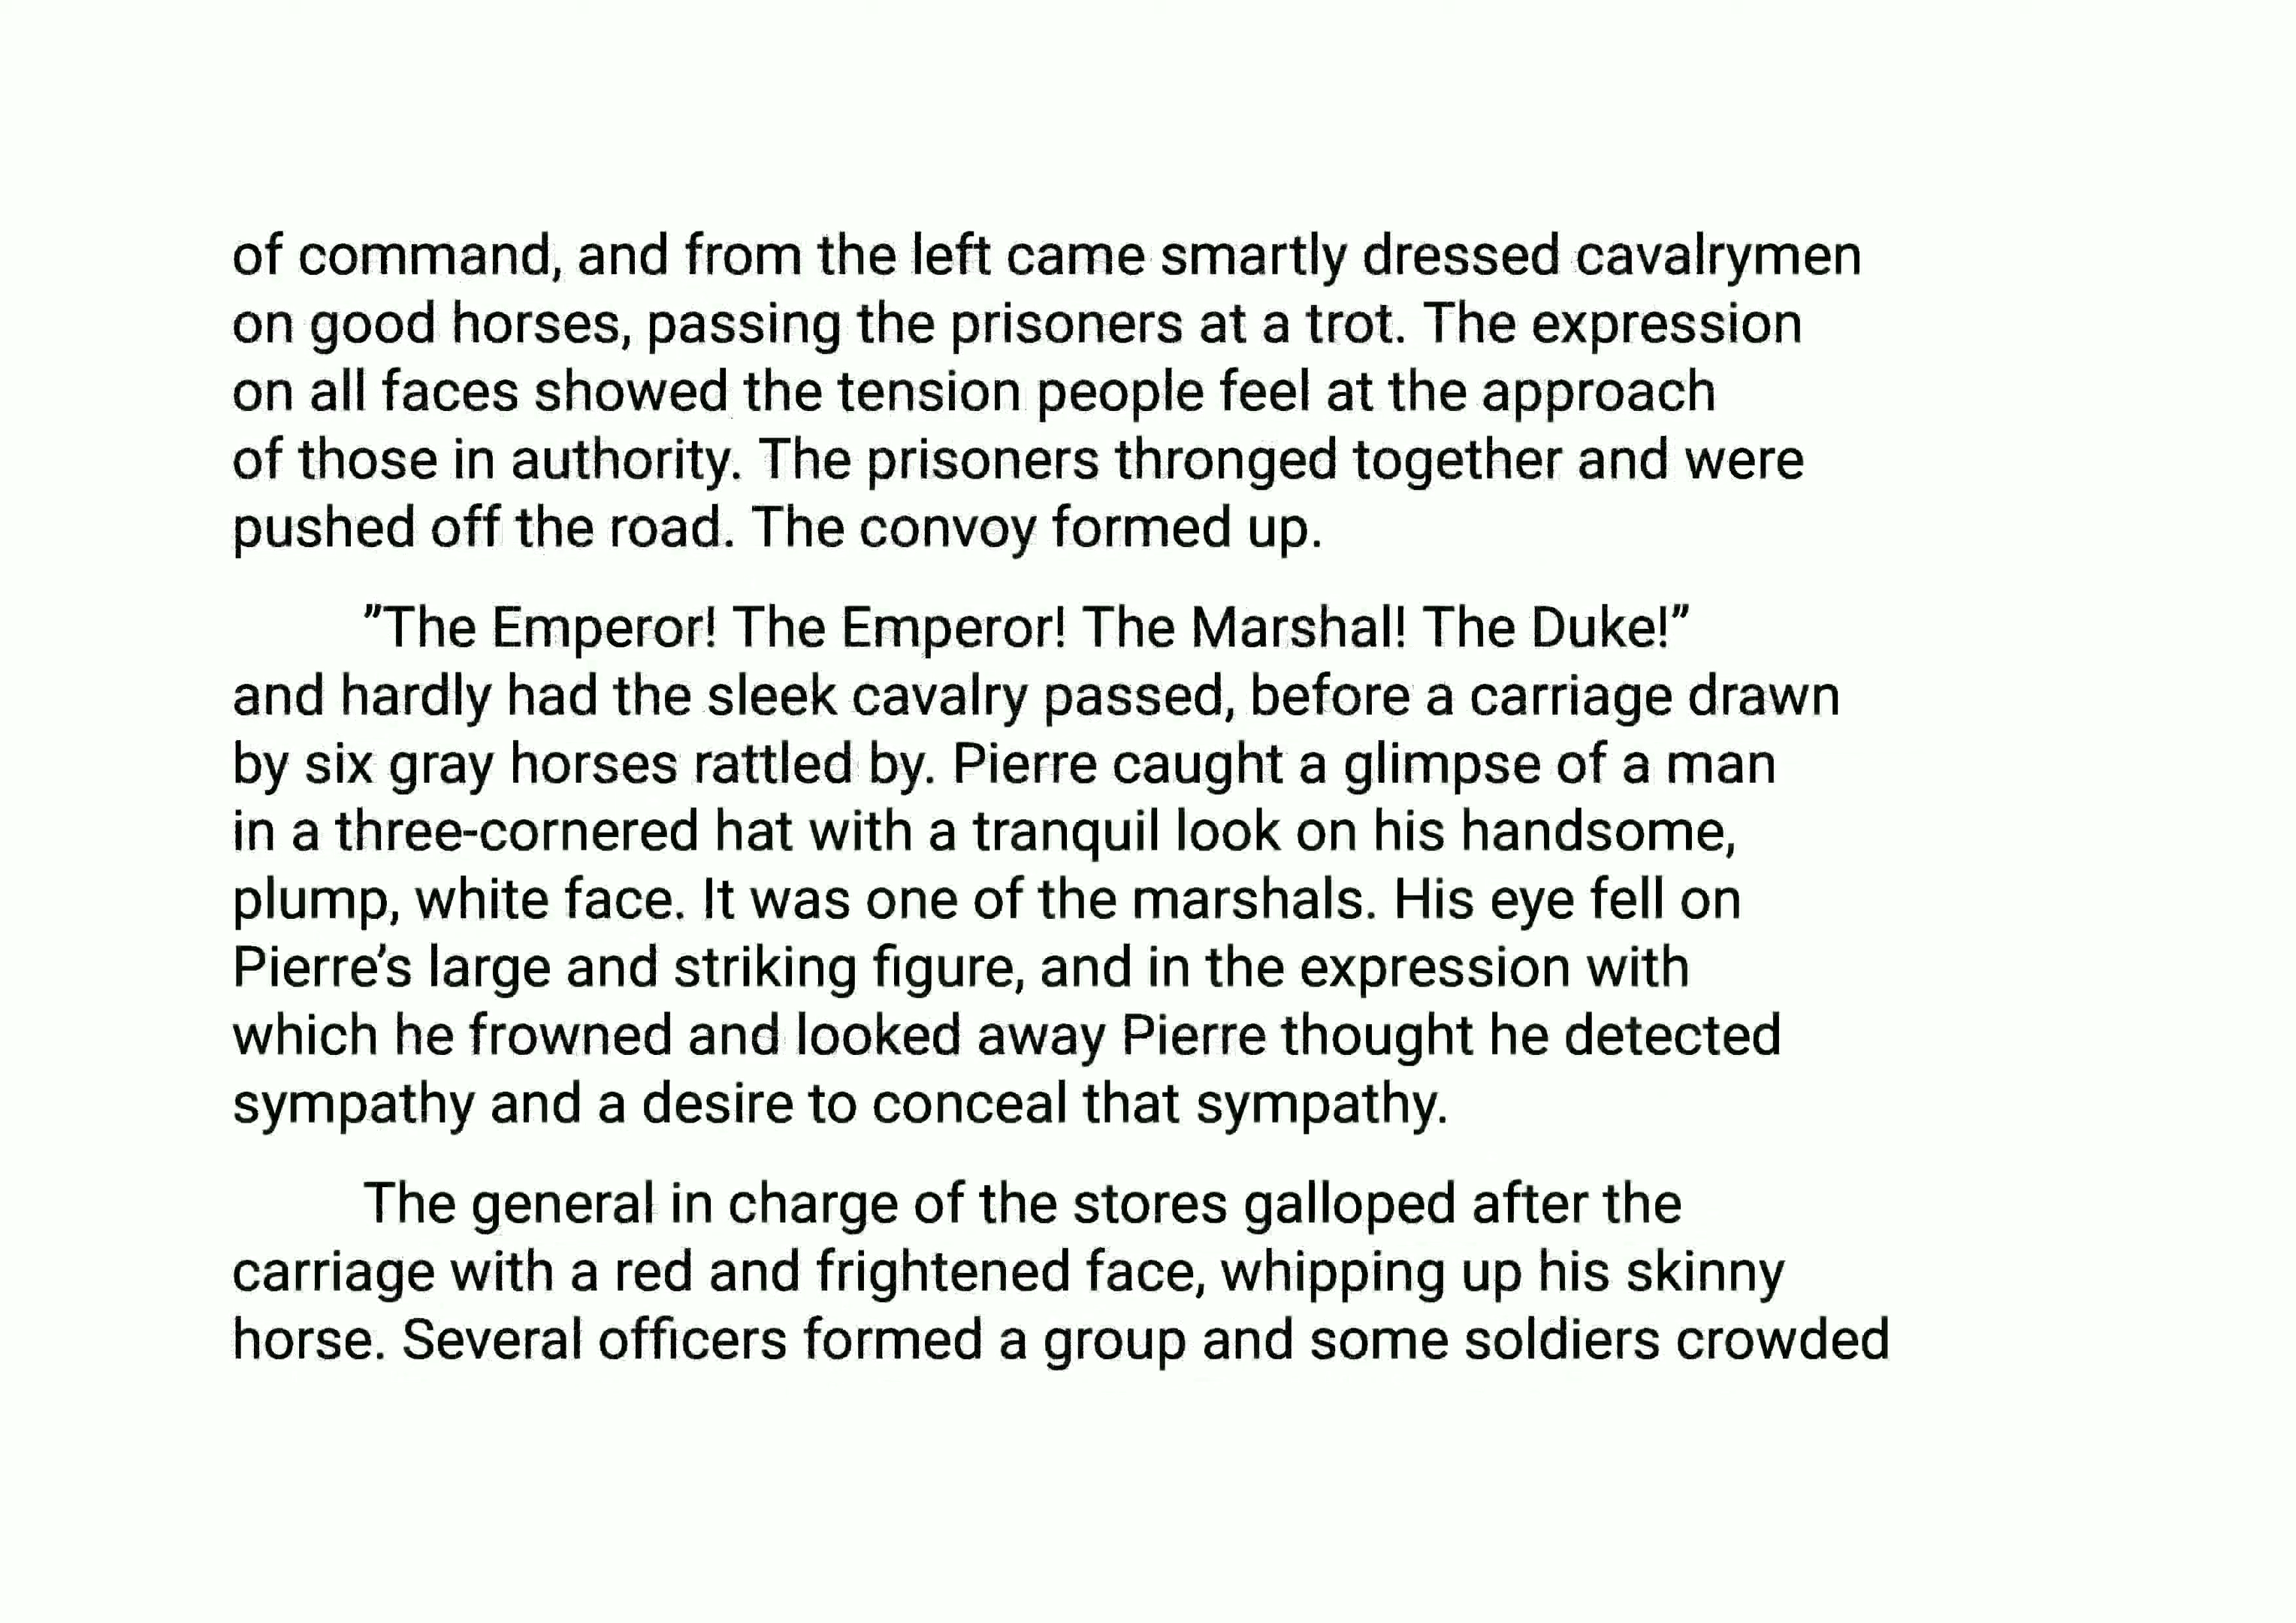 of command, and from the left came smartly dressed cavalrymen
on good horses, passing the prisoners at a trot. The expression
on all faces showed the tension people feel at the approach
of those in authority. The prisoners thronged together and were
pushed off the road. The convoy formed up.
”The Emperor! The Emperor! The Marshal! The Duke!”
and hardly had the sleek cavalry passed, before a carriage drawn
by six gray horses rattled by. Pierre caught a glimpse of a man
in a three-cornered hat with a tranquil look on his handsome,
plump, white face. It was one of the marshals. His eye fell on
Pierre’s large and striking figure, and in the expression with
which he frowned and looked away Pierre thought he detected
sympathy and a desire to conceal that sympathy.
The general in charge of the stores galloped after the
carriage with a red and frightened face, whipping up his skinny
horse. Several officers formed a group and some soldiers crowded